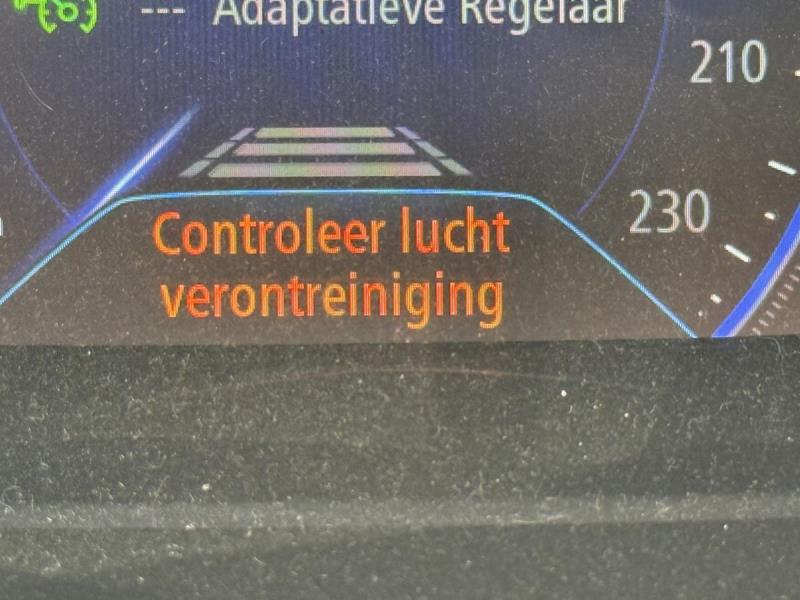 --- Adaptatieve Regelaar
210
230
Controleer lucht
verontreiniging